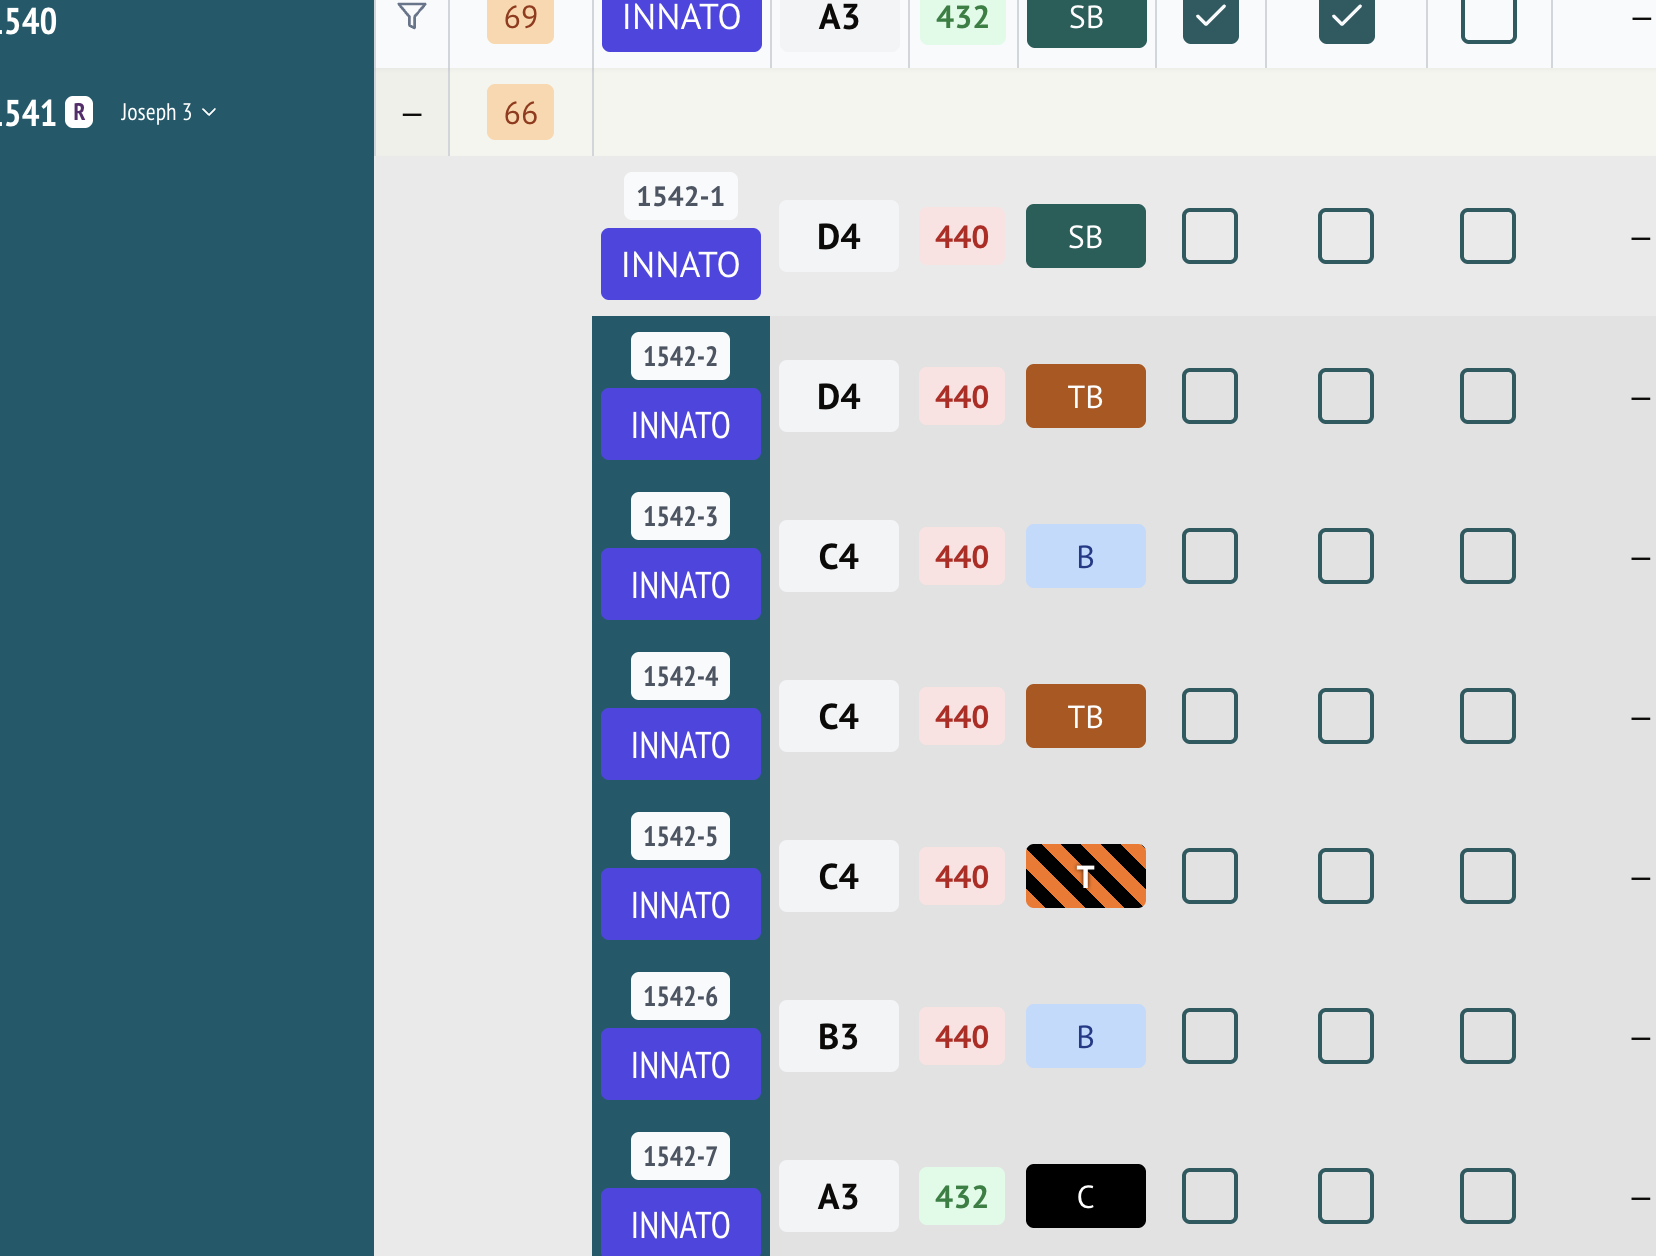 540 69 INNATO A3 432 SB –
1541 R Joseph 3 – 66
1542-1
INNATO D4 440 SB –
1542-2
INNATO D4 440 TB –
1542-3
INNATO C4 440 B –
1542-4
INNATO C4 440 TB –
1542-5
INNATO C4 440 T –
1542-6
INNATO B3 440 B –
1542-7
INNATO A3 432 C –